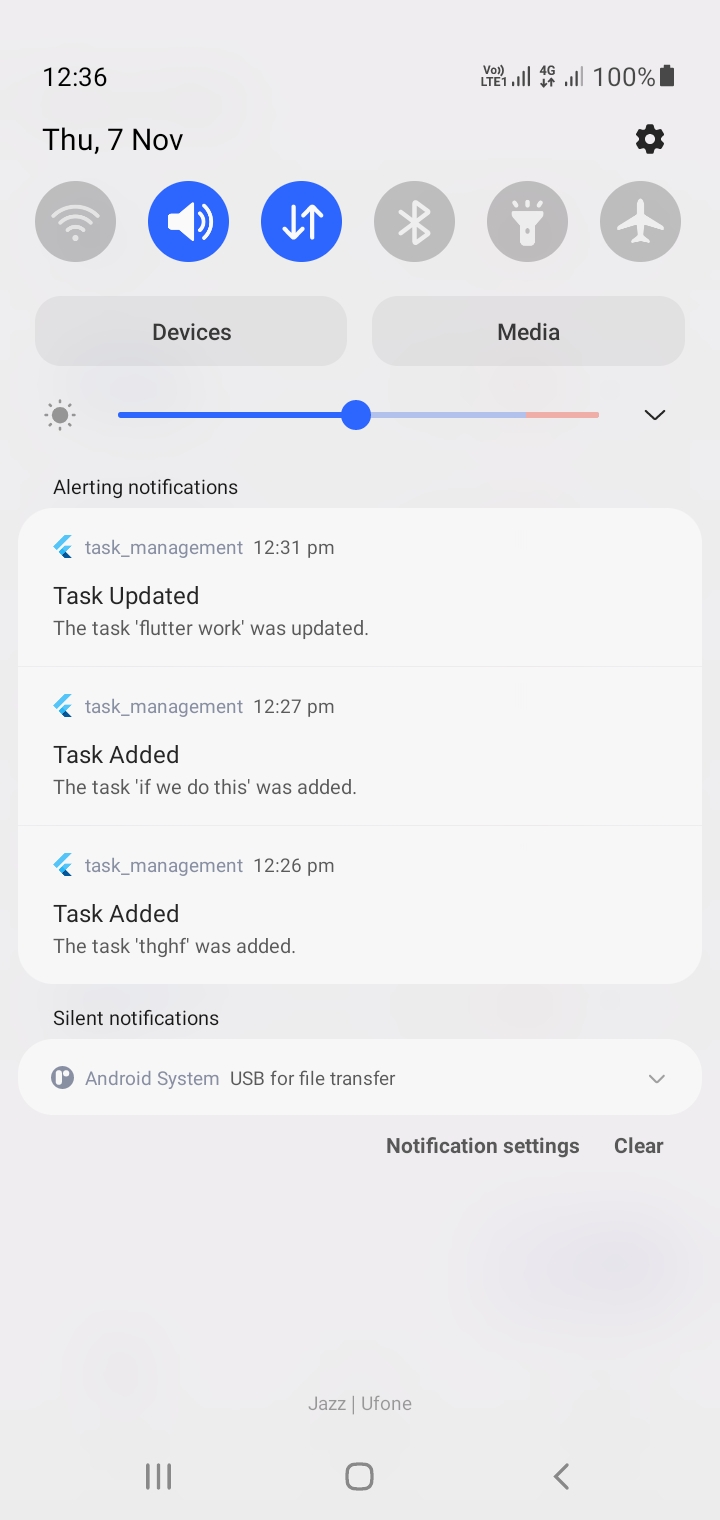 12:36 Vo)) LTE1 4G 100%
Thu, 7 Nov
Devices Media
Alerting notifications
task_management 12:31 pm
Task Updated
The task 'flutter work' was updated.
task_management 12:27 pm
Task Added
The task 'if we do this' was added.
task_management 12:26 pm
Task Added
The task 'thghf' was added.
Silent notifications
Android System USB for file transfer
Notification settings Clear
Jazz | Ufone